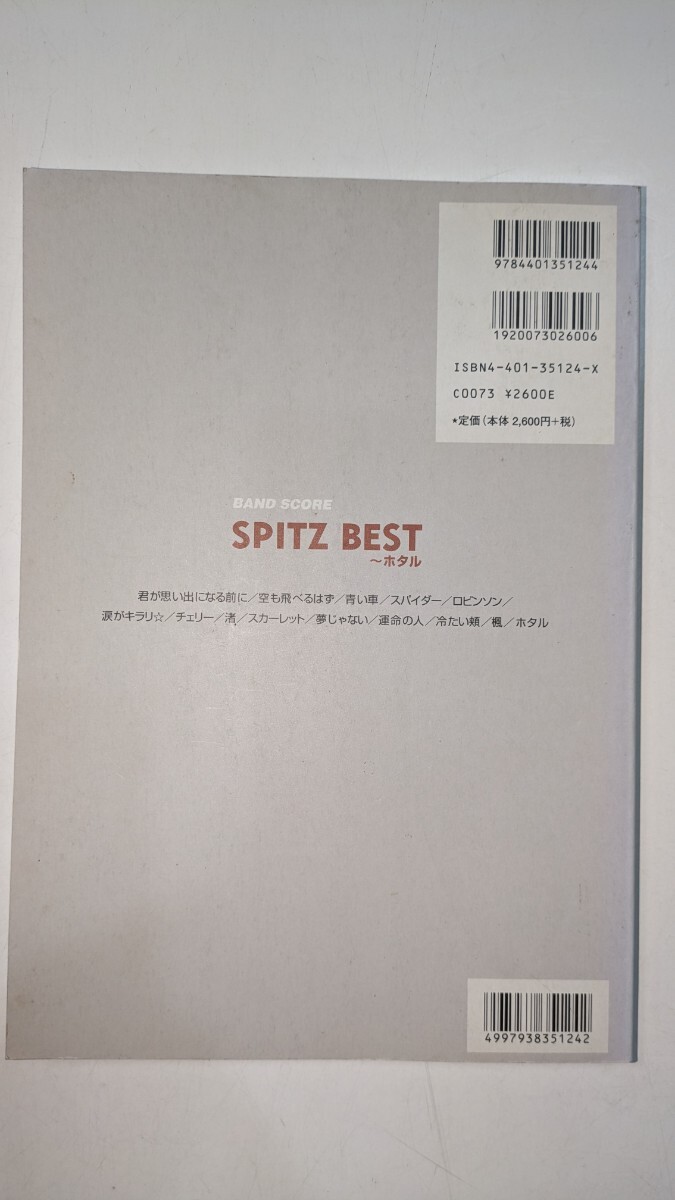 9784401351244
1920073026006
ISBN4-401-35124-X
C0073 ¥2600E
★定価(本体 2,600円+税)
BAND SCORE
SPITZ BEST
～ホタル
君が思い出になる前に／空も飛べるはず／青い車／スパイダー／ロビンソン／
涙がキラリ☆／チェリー／渚／スカーレット／夢じゃない／運命の人／冷たい頬／楓／ホタル
4997938351242